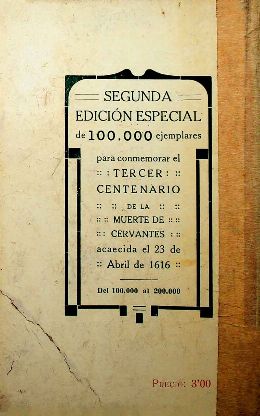 SEGUNDA
EDICIÓN ESPECIAL
de 100.000 ejemplares
para conmemorar el
:: : TERCER : ::
CENTENARIO
:: :: DE LA :: ::
:: MUERTE DE ::
:: CERVANTES ::
acaecida el 23 de
:: Abril de 1616 ::
Del 100.000 al 200.000
PRECIO: 3'00